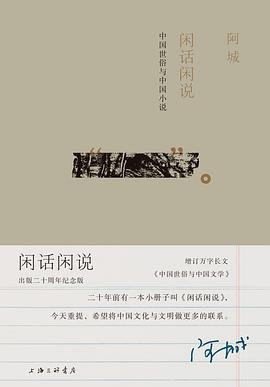 阿城
闲话闲说
中国世俗与中国小说
“ ”。
闲话闲说
出版二十周年纪念版
增订万字长文
《中国世俗与中国文学》
二十年前有一本小册子叫《闲话闲说》，
今天重提，希望将中国文化与文明做更多的联系。
阿城
上海三联书店